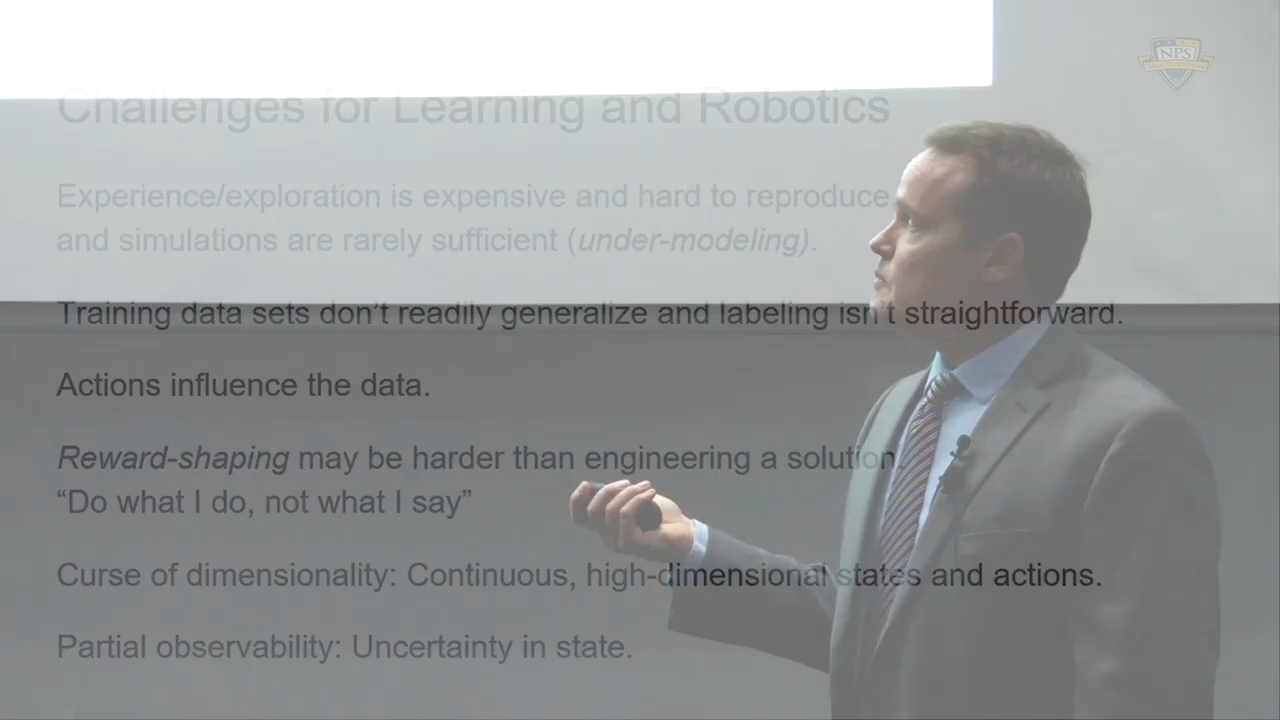 NPS
Challenges for Learning and Robotics
Experience/exploration is expensive and hard to reproduce
and simulations are rarely sufficient (under-modeling).
Training data sets don't readily generalize and labeling isn't straightforward.
Actions influence the data.
Reward-shaping may be harder than engineering a solution.
“Do what I do, not what I say”
Curse of dimensionality: Continuous, high-dimensional states and actions.
Partial observability: Uncertainty in state.